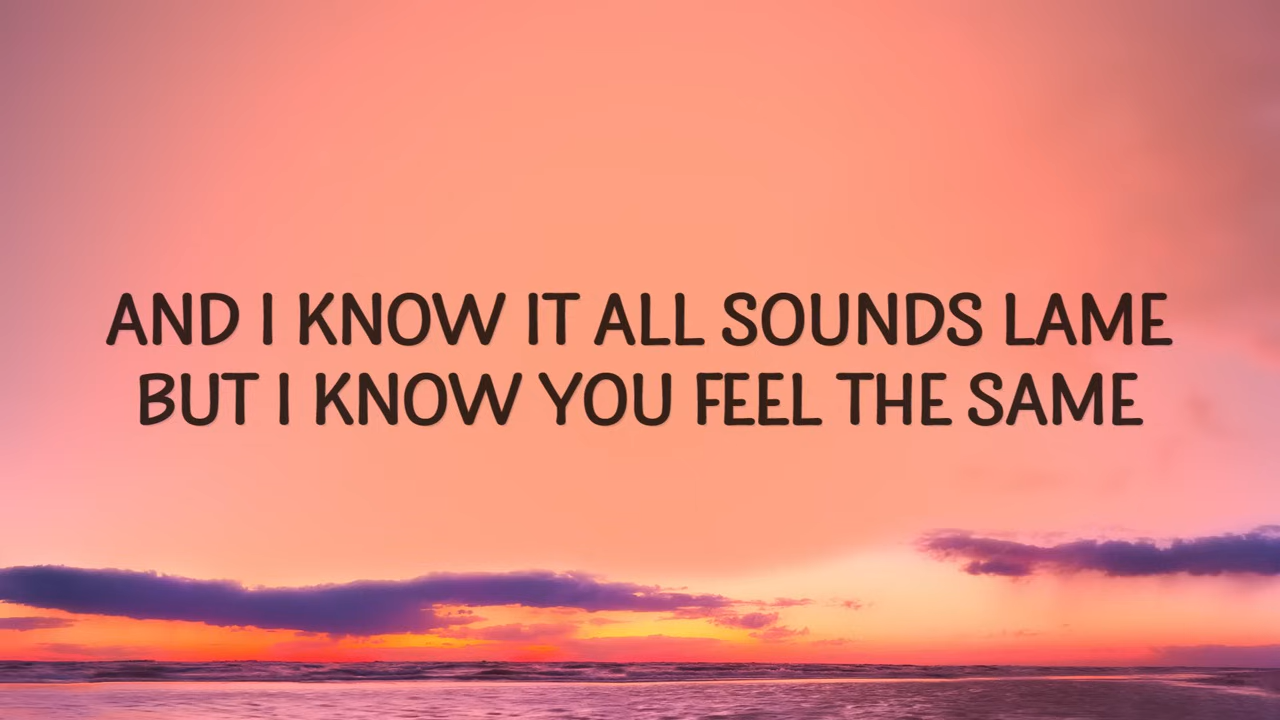 AND I KNOW IT ALL SOUNDS LAME
BUT I KNOW YOU FEEL THE SAME